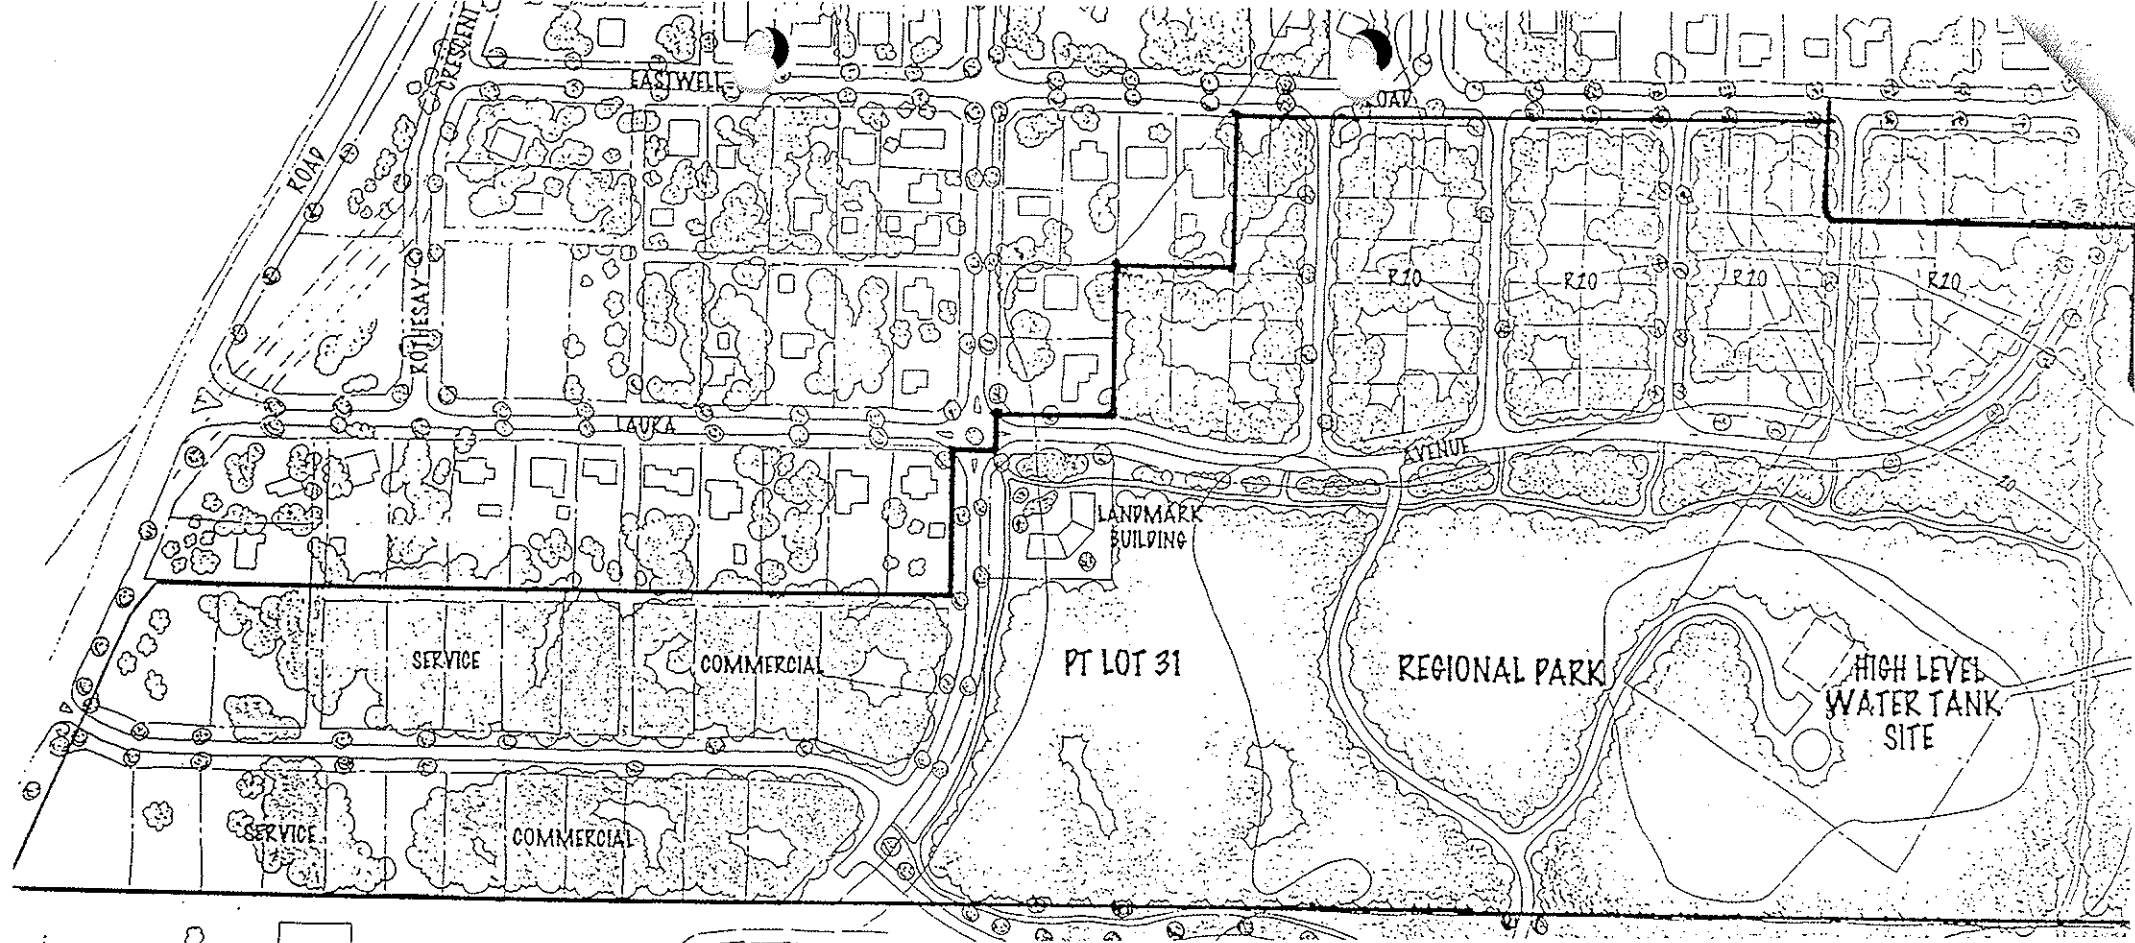 CRESCENT
EASTWELL
ROAD
ROTHESAY
R20
R20
R20
R20
LAURA
AVENUE
20
LANDMARK
BUILDING
PT LOT 31
REGIONAL PARK
HIGH LEVEL
WATER TANK
SITE
SERVICE
COMMERCIAL
SERVICE
COMMERCIAL